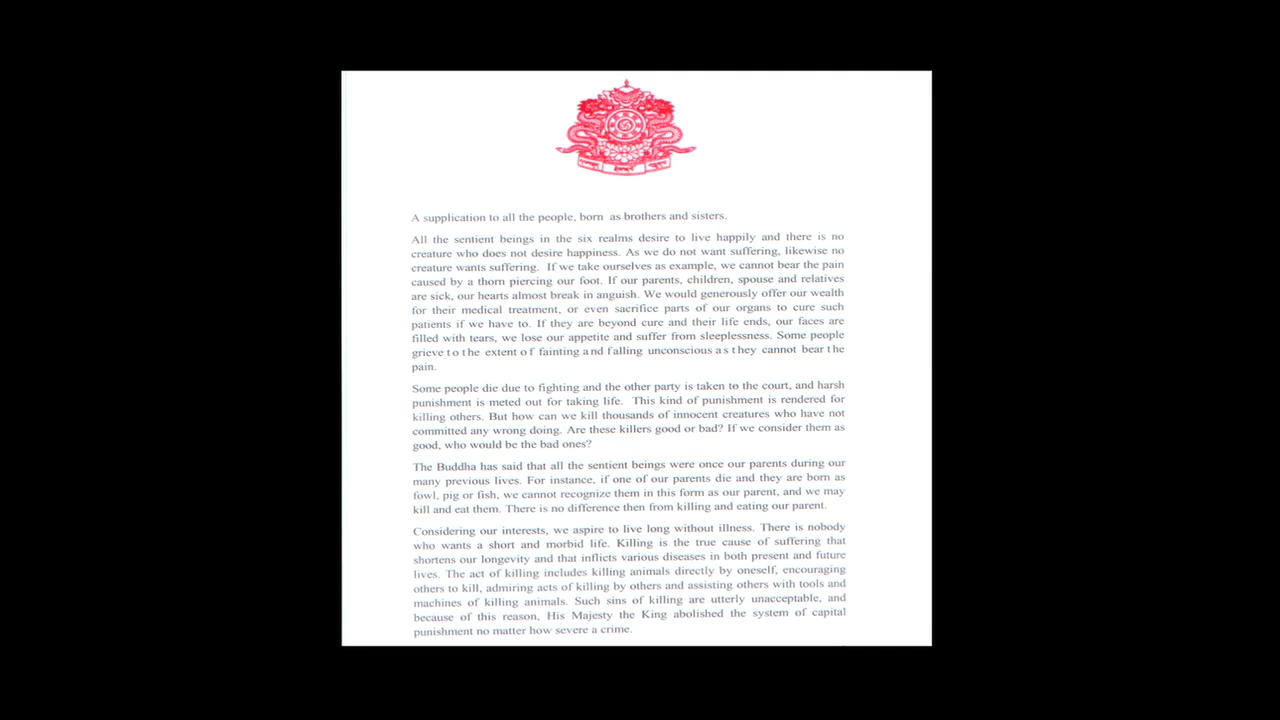 A supplication to all the people, born as brothers and sisters.
All the sentient beings in the six realms desire to live happily and there is no
creature who does not desire happiness. As we do not want suffering, likewise no
creature wants suffering. If we take ourselves as example, we cannot bear the pain
caused by a thorn piercing our foot. If our parents, children, spouse and relatives
are sick, our hearts almost break in anguish. We would generously offer our wealth
for their medical treatment, or even sacrifice parts of our organs to cure such
patients if we have to. If they are beyond cure and their life ends, our faces are
filled with tears, we lose our appetite and suffer from sleeplessness. Some people
grieve to the extent of fainting and falling unconscious as they cannot bear the
pain.
Some people die due to fighting and the other party is taken to the court, and harsh
punishment is meted out for taking life. This kind of punishment is rendered for
killing others. But how can we kill thousands of innocent creatures who have not
committed any wrong doing. Are these killers good or bad? If we consider them as
good, who would be the bad ones?
The Buddha has said that all the sentient beings were once our parents during our
many previous lives. For instance, if one of our parents die and they are born as
fowl, pig or fish, we cannot recognize them in this form as our parent, and we may
kill and eat them. There is no difference then from killing and eating our parent.
Considering our interests, we aspire to live long without illness. There is nobody
who wants a short and morbid life. Killing is the true cause of suffering that
shortens our longevity and that inflicts various diseases in both present and future
lives. The act of killing includes killing animals directly by oneself, encouraging
others to kill, admiring acts of killing by others and assisting others with tools and
machines of killing animals. Such sins of killing are utterly unacceptable, and
because of this reason, His Majesty the King abolished the system of capital
punishment no matter how severe a crime.